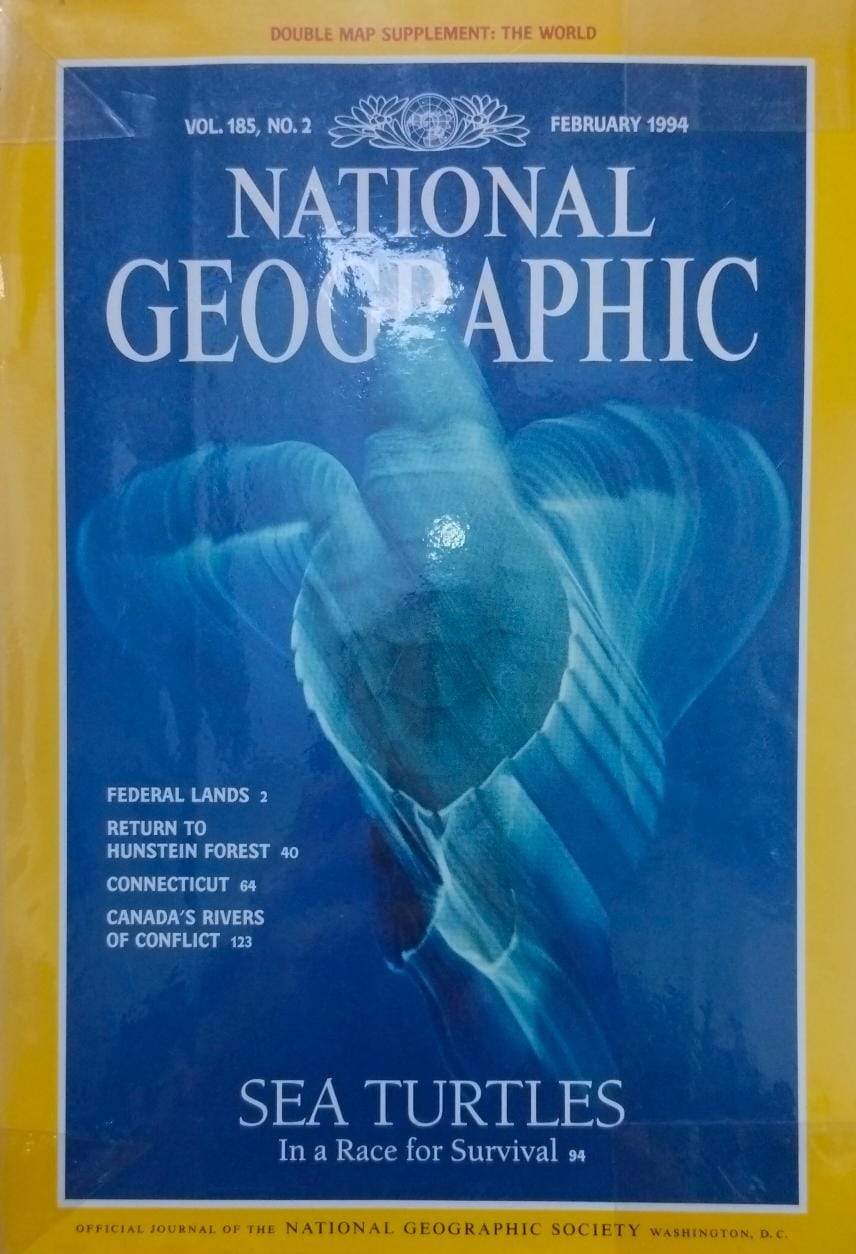 DOUBLE MAP SUPPLEMENT: THE WORLD
VOL. 185, NO. 2 FEBRUARY 1994
NATIONAL
GEOGRAPHIC
FEDERAL LANDS 2
RETURN TO
HUNSTEIN FOREST 40
CONNECTICUT 64
CANADA'S RIVERS
OF CONFLICT 123
SEA TURTLES
In a Race for Survival 94
OFFICIAL JOURNAL OF THE NATIONAL GEOGRAPHIC SOCIETY WASHINGTON, D.C.